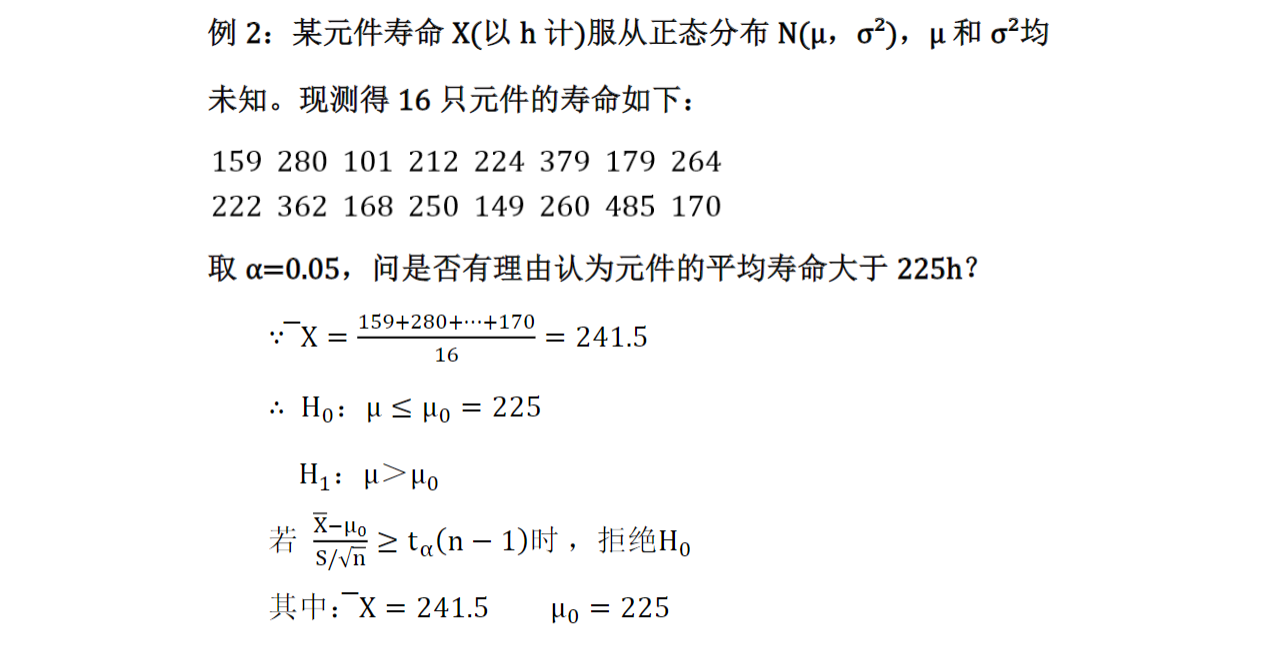 例 2：某元件寿命 X(以 h 计)服从正态分布 N(μ，σ²)，μ 和 σ²均
未知。现测得 16 只元件的寿命如下：
159 280 101 212 224 379 179 264
222 362 168 250 149 260 485 170
取 α=0.05，问是否有理由认为元件的平均寿命大于 225h？
∵ ‾X = (159+280+⋯+170)/16 = 241.5
∴ H₀：μ ≤ μ₀ = 225
H₁：μ＞μ₀
若 (X̅−μ₀)/(S/√n) ≥ t_α(n − 1)时，拒绝H₀
其中：‾X = 241.5 μ₀ = 225